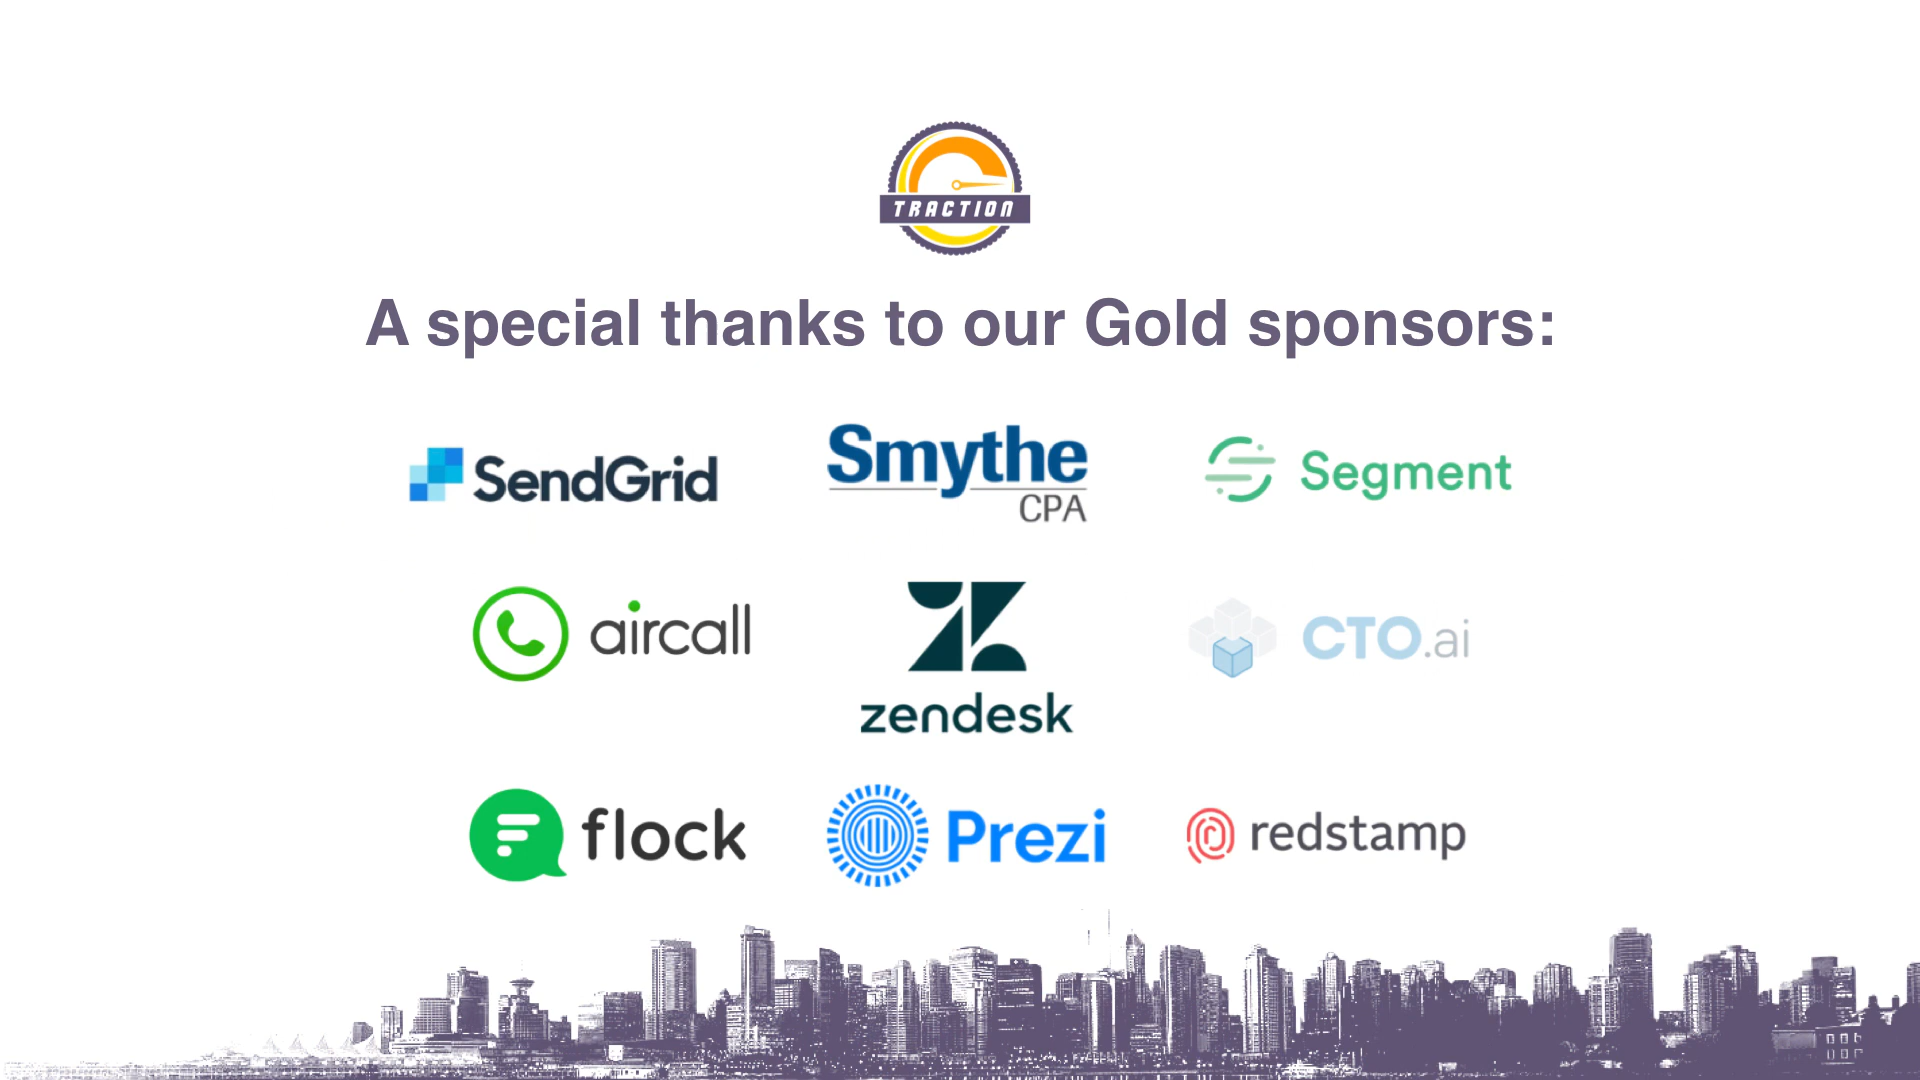 TRACTION
A special thanks to our Gold sponsors:
SendGrid
Smythe
CPA
Segment
aircall
zendesk
CTO.ai
flock
Prezi
redstamp